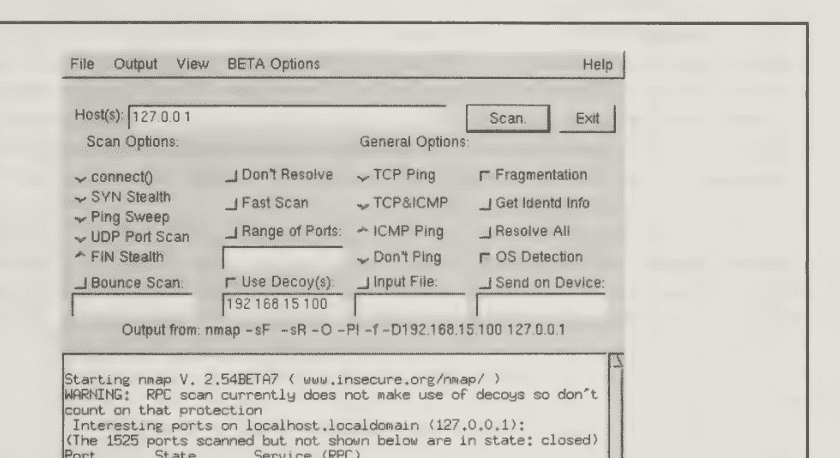 File Output View BETA Options Help
Host(s): 127.0.0 1 Scan. Exit
Scan Options: General Options:
connect() Don't Resolve TCP Ping Fragmentation
SYN Stealth Fast Scan TCP&ICMP Get Identd Info
Ping Sweep Range of Ports: ICMP Ping Resolve All
UDP Port Scan Don't Ping OS Detection
FIN Stealth
Bounce Scan: Use Decoy(s): Input File: Send on Device:
192 168 15 100
Output from: nmap -sF -sR -O -PI -f -D192.168.15.100 127.0.0.1
Starting nmap V. 2.54BETA7 ( www.insecure.org/nmap/ )
WARNING: RPC scan currently does not make use of decoys so don't
count on that protection
Interesting ports on localhost.localdomain (127.0.0.1):
(The 1525 ports scanned but not shown below are in state: closed)
Port State Service (RPC)